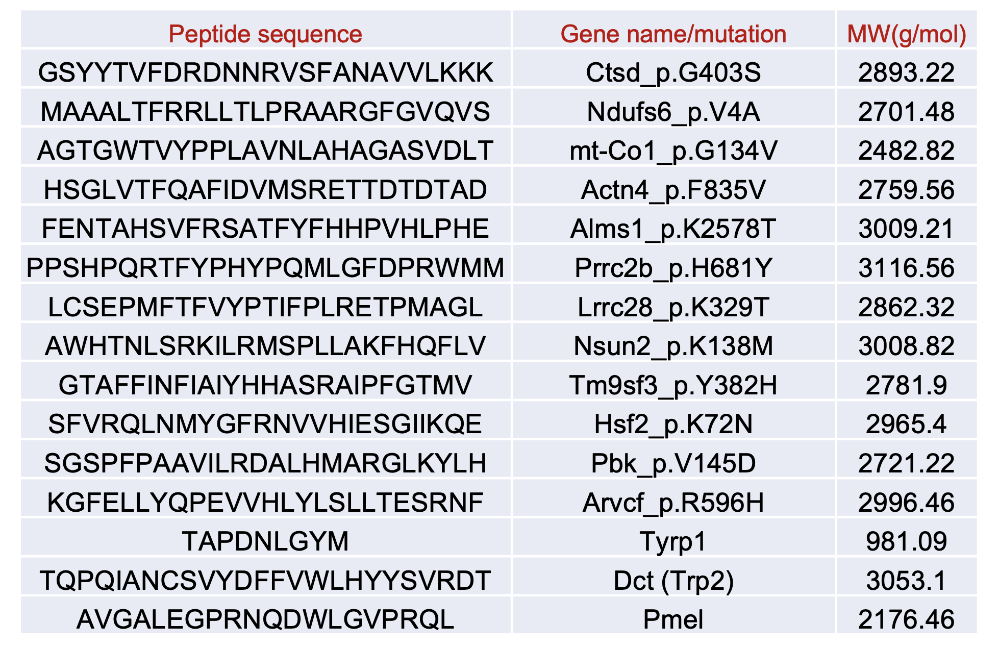 Peptide sequence Gene name/mutation MW(g/mol)
GSYYTVFDRDNNRVSFANAVVLKKK Ctsd_p.G403S 2893.22
MAAALTFRRLLTLPRAARGFGVQVS Ndufs6_p.V4A 2701.48
AGTGWTVYPPLAVNLAHAGASVDLT mt-Co1_p.G134V 2482.82
HSGLVTFQAFIDVMSRETTDTDTAD Actn4_p.F835V 2759.56
FENTAHSVFRSATFYFHHPVHLPHE Alms1_p.K2578T 3009.21
PPSHPQRTFYPHYPQMLGFDPRWMM Prrc2b_p.H681Y 3116.56
LCSEPMFTFVYPTIFPLRETPMAGL Lrrc28_p.K329T 2862.32
AWHTNLSRKILRMSPLLAKFHQFLV Nsun2_p.K138M 3008.82
GTAFFINFIAIYHHASRAIPFGTMV Tm9sf3_p.Y382H 2781.9
SFVRQLNMYGFRNVVHIESGIIKQE Hsf2_p.K72N 2965.4
SGSPFPAAVILRDALHMARGLKYLH Pbk_p.V145D 2721.22
KGFELLYQPEVVHLYLSLLTESRNF Arvcf_p.R596H 2996.46
TAPDNLGYM Tyrp1 981.09
TQPQIANCSVYDFFVWLHYYSVRDT Dct (Trp2) 3053.1
AVGALEGPRNQDWLGVPRQL Pmel 2176.46